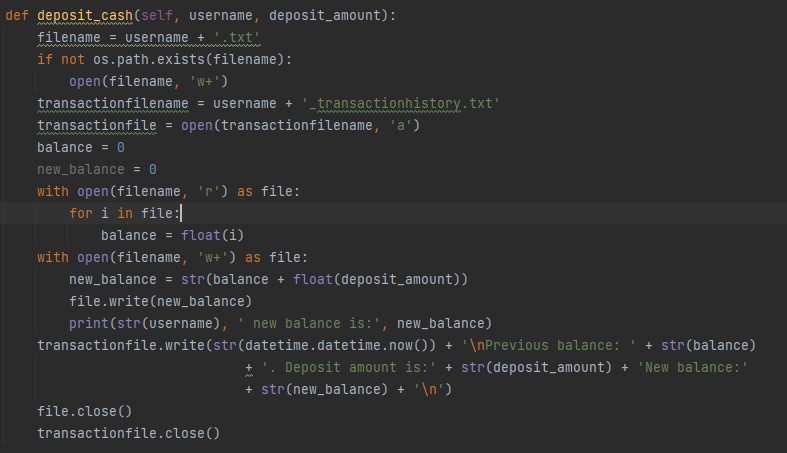 def deposit_cash(self, username, deposit_amount):
    filename = username + '.txt'
    if not os.path.exists(filename):
        open(filename, 'w+')
    transactionfilename = username + '_transactionhistory.txt'
    transactionfile = open(transactionfilename, 'a')
    balance = 0
    new_balance = 0
    with open(filename, 'r') as file:
        for i in file:
            balance = float(i)
    with open(filename, 'w+') as file:
        new_balance = str(balance + float(deposit_amount))
        file.write(new_balance)
        print(str(username), ' new balance is:', new_balance)
    transactionfile.write(str(datetime.datetime.now()) + '\nPrevious balance: ' + str(balance)
                          + '. Deposit amount is:' + str(deposit_amount) + 'New balance:'
                          + str(new_balance) + '\n')
    file.close()
    transactionfile.close()